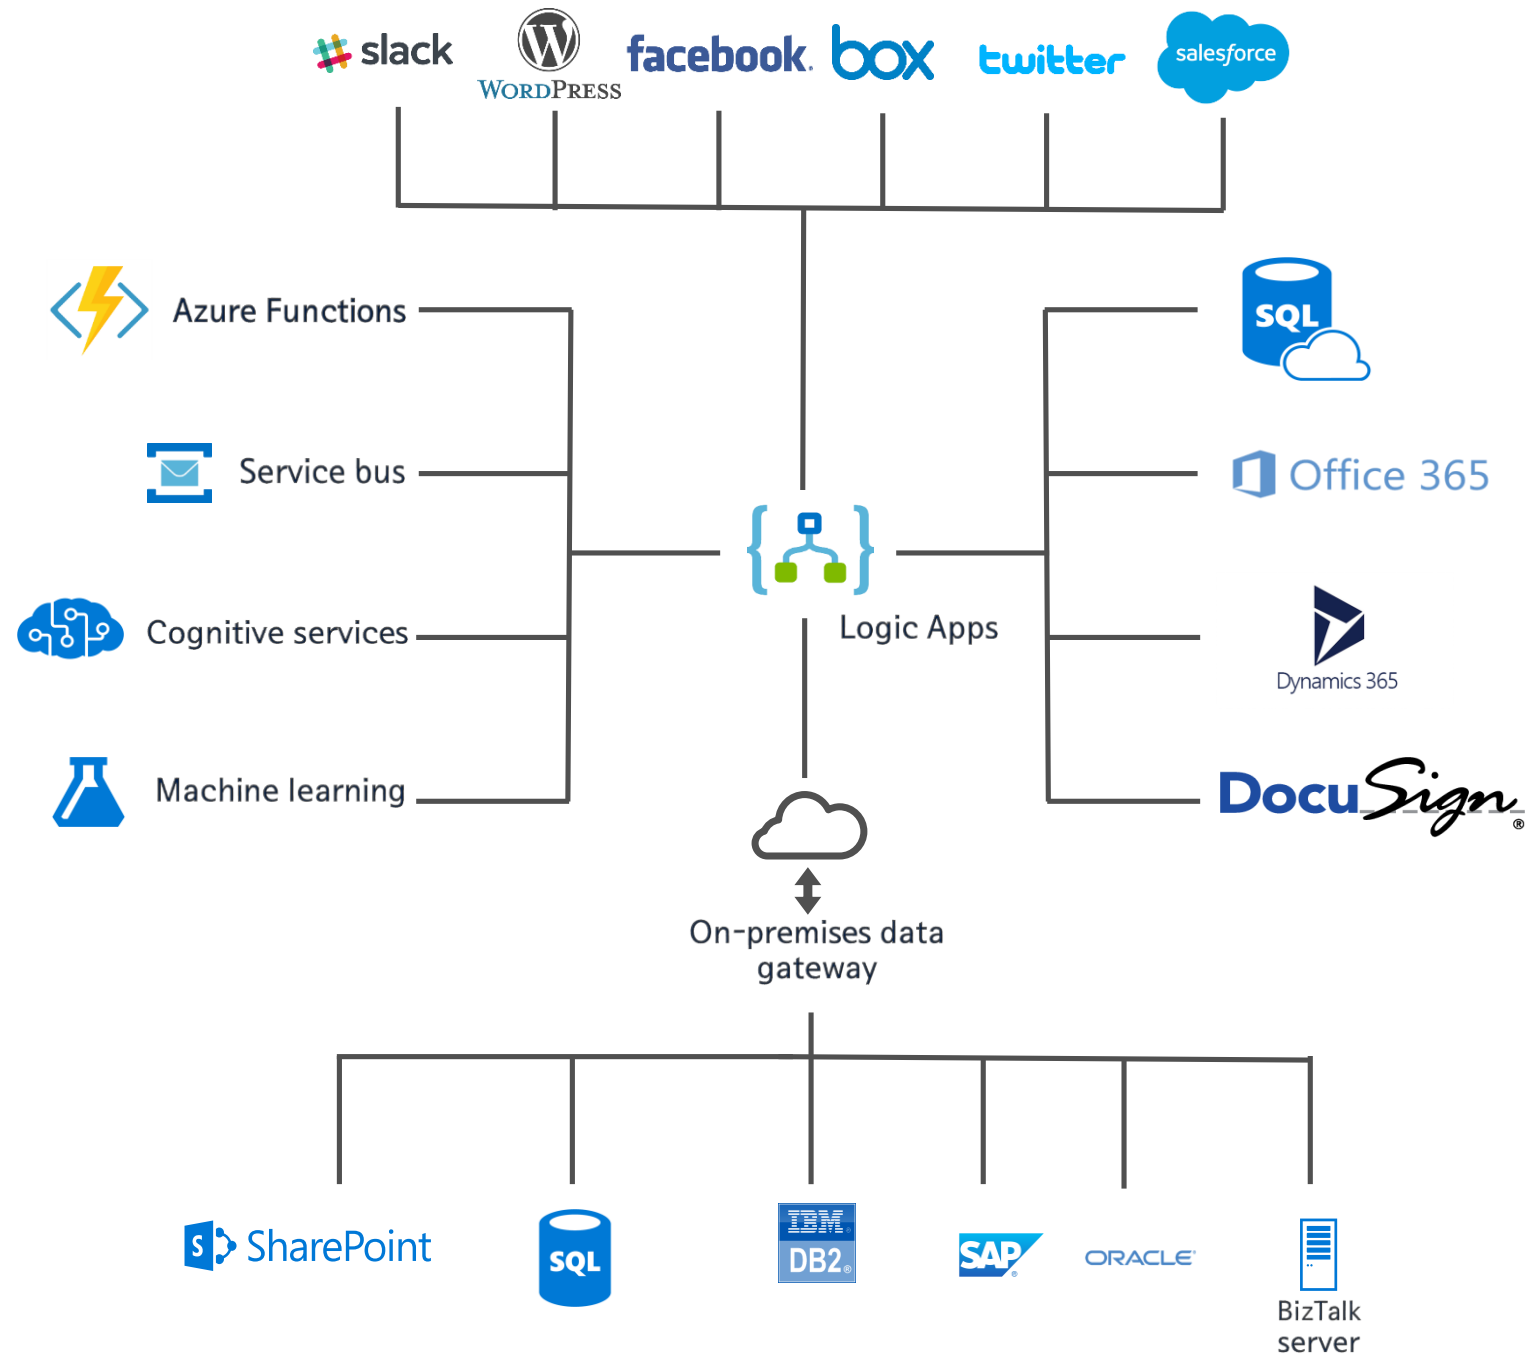 slack
WORDPRESS
facebook.
box
twitter
salesforce
Azure Functions
SQL
Service bus
Office 365
Logic Apps
Cognitive services
Dynamics 365
Machine learning
DocuSign®
On-premises data
gateway
SharePoint
S
SQL
IBM
DB2®
SAP®
ORACLE®
BizTalk
server